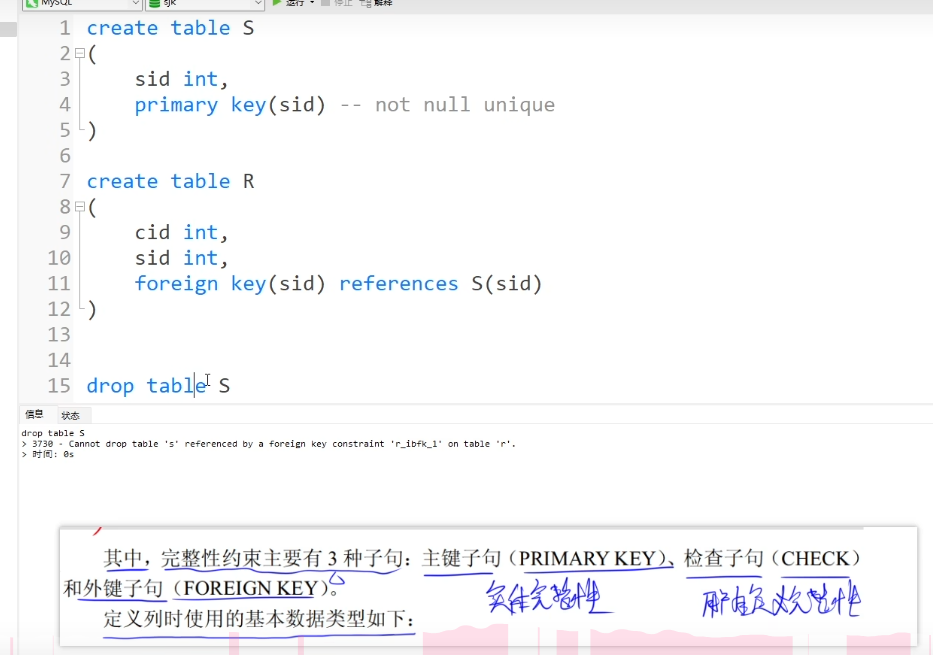 MySQL sjk 运行 停止 解释
1 create table S
2 (
3 sid int,
4 primary key(sid) -- not null unique
5 )
6
7 create table R
8 (
9 cid int,
10 sid int,
11 foreign key(sid) references S(sid)
12 )
13
14
15 drop table S
信息 状态
drop table S
> 3730 - Cannot drop table 's' referenced by a foreign key constraint 'r_ibfk_1' on table 'r'.
> 时间: 0s
其中，完整性约束主要有 3 种子句：主键子句（PRIMARY KEY）、检查子句（CHECK）
和外键子句（FOREIGN KEY）。
实体完整性 用户自定义完整性
定义列时使用的基本数据类型如下：